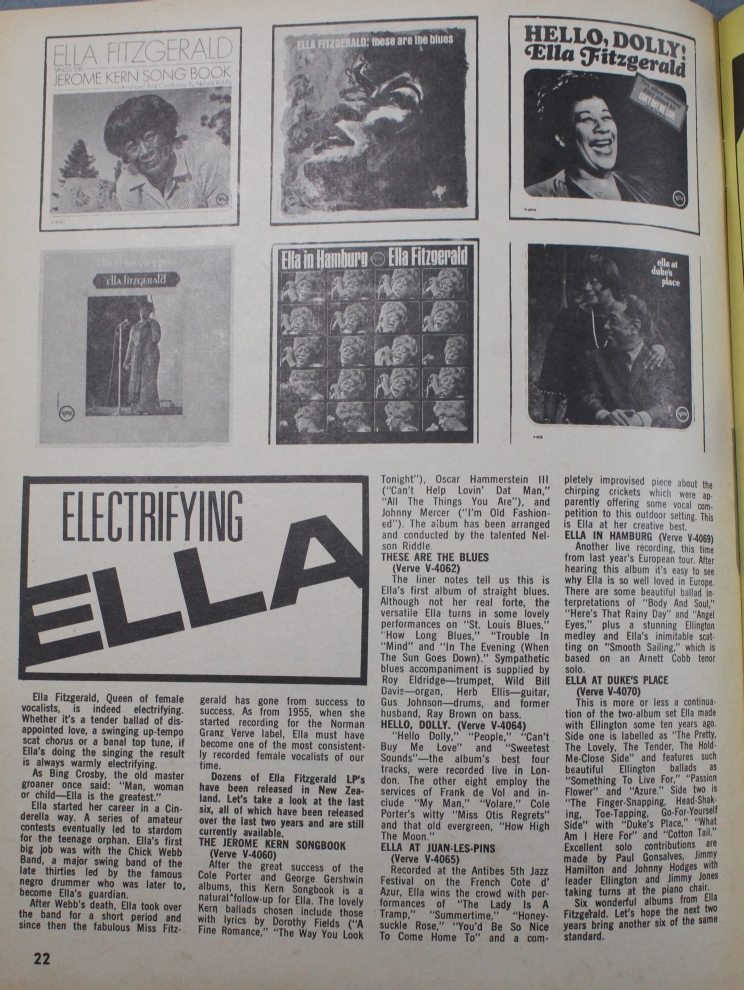 ELLA FITZGERALD
SINGS THE
JEROME KERN SONG BOOK
Arranged And Conducted By Nelson Riddle
ELLA FITZGERALD: these are the blues
HELLO, DOLLY!
Ella Fitzgerald
Ella Fitzgerald
Ella in Hamburg Ella Fitzgerald
ella at
duke's
place
ELECTRIFYING
ELLA
Ella Fitzgerald, Queen of female
vocalists, is indeed electrifying.
Whether it's a tender ballad of dis-
appointed love, a swinging up-tempo
scat chorus or a banal top tune, if
Ella's doing the singing the result
is always warmly electrifying.
As Bing Crosby, the old master
groaner once said: "Man, woman
or child—Ella is the greatest."
Ella started her career in a Cin-
derella way. A series of amateur
contests eventually led to stardom
for the teenage orphan. Ella's first
big job was with the Chick Webb
Band, a major swing band of the
late thirties led by the famous
negro drummer who was later to
become Ella's guardian.
After Webb's death, Ella took over
the band for a short period and
since then the fabulous Miss Fitz-
gerald has gone from success to
success. As from 1955, when she
started recording for the Norman
Granz Verve label, Ella must have
become one of the most consistent-
ly recorded female vocalists of our
time.
Dozens of Ella Fitzgerald LP's
have been released in New Zea-
land. Let's take a look at the last
six, all of which have been released
over the last two years and are still
currently available.
THE JEROME KERN SONGBOOK
(Verve V-4060)
After the great success of the
Cole Porter and George Gershwin
albums, this Kern Songbook is a
natural follow-up for Ella. The lovely
Kern ballads chosen include those
with lyrics by Dorothy Fields ("A
Fine Romance," "The Way You Look
Tonight"), Oscar Hammerstein III
("Can't Help Lovin' Dat Man,"
"All The Things You Are"), and
Johnny Mercer ("I'm Old Fashion-
ed"). The album has been arranged
and conducted by the talented Nel-
son Riddle.
THESE ARE THE BLUES
(Verve V-4062)
The liner notes tell us this is
Ella's first album of straight blues.
Although not her real forte, the
versatile Ella turns in some lovely
performances on "St. Louis Blues,"
"How Long Blues," "Trouble In
"Mind" and "In The Evening (When
The Sun Goes Down)." Sympathetic
blues accompaniment is supplied by
Roy Eldridge—trumpet, Wild Bill
Davis—organ, Herb Ellis—guitar,
Gus Johnson—drums, and former
husband, Ray Brown on bass.
HELLO, DOLLY. (Verve V-4064)
"Hello Dolly," "People," "Can't
Buy Me Love" and "Sweetest
Sounds"—the album's best four
tracks, were recorded live in Lon-
don. The other eight employ the
services of Frank de Vol and in-
clude "My Man," "Volare," Cole
Porter's witty "Miss Otis Regrets"
and that old evergreen, "How High
The Moon."
ELLA AT JUAN-LES-PINS
(Verve V-4065)
Recorded at the Antibes 5th Jazz
Festival on the French Cote d'
Azur, Ella wins the crowd with per-
formances of "The Lady Is A
Tramp," "Summertime," "Honey-
suckle Rose," "You'd Be So Nice
To Come Home To" and a com-
pletely improvised piece about the
chirping crickets which were ap-
parently offering some vocal com-
petition to this outdoor setting. This
is Ella at her creative best.
ELLA IN HAMBURG (Verve V-4069)
Another live recording, this time
from last year's European tour. After
hearing this album it's easy to see
why Ella is so well loved in Europe.
There are some beautiful ballad in-
terpretations of "Body And Soul,"
"Here's That Rainy Day" and "Angel
Eyes," plus a stunning Ellington
medley and Ella's inimitable scat-
ting on "Smooth Sailing," which is
based on an Arnett Cobb tenor
solo.
ELLA AT DUKE'S PLACE
(Verve V-4070)
This is more or less a continua-
tion of the two-album set Ella made
with Ellington some ten years ago.
Side one is labelled as "The Pretty,
The Lovely, The Tender, The Hold-
Me-Close Side" and features such
beautiful Ellington ballads as
"Something To Live For," "Passion
Flower" and "Azure." Side two is
"The Finger-Snapping, Head-Shak-
ing, Toe-Tapping, Go-For-Yourself
Side" with "Duke's Place," "What
Am I Here For" and "Cotton Tail."
Excellent solo contributions are
made by Paul Gonsalves, Jimmy
Hamilton and Johnny Hodges with
leader Ellington and Jimmy Jones
taking turns at the piano chair.
Six wonderful albums from Ella
Fitzgerald. Let's hope the next two
years bring another six of the same
standard.
22